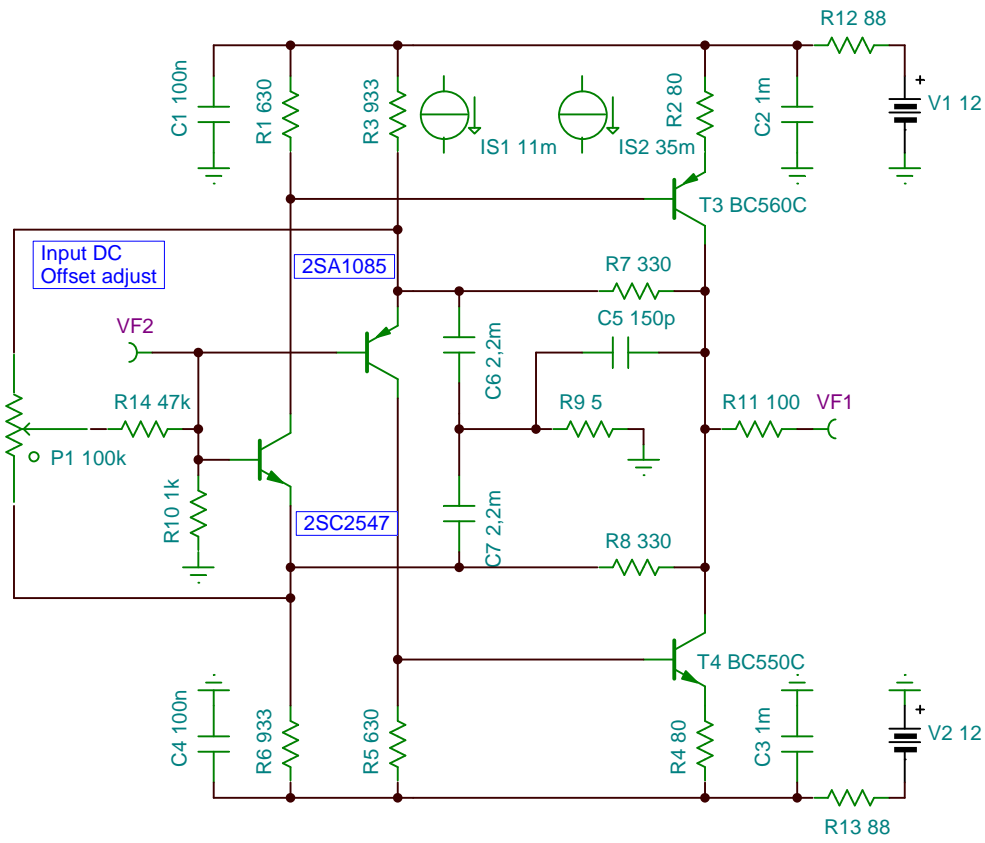 R12 88
C1 100n
R1 630
R3 933
IS1 11m
IS2 35m
R2 80
C2 1m
+
V1 12
T3 BC560C
Input DC
Offset adjust
2SA1085
R7 330
C5 150p
VF2
C6 2,2m
R14 47k
R9 5
R11 100
VF1
P1 100k
R10 1k
2SC2547
C7 2,2m
R8 330
T4 BC550C
C4 100n
R6 933
R5 630
R4 80
C3 1m
+
V2 12
R13 88